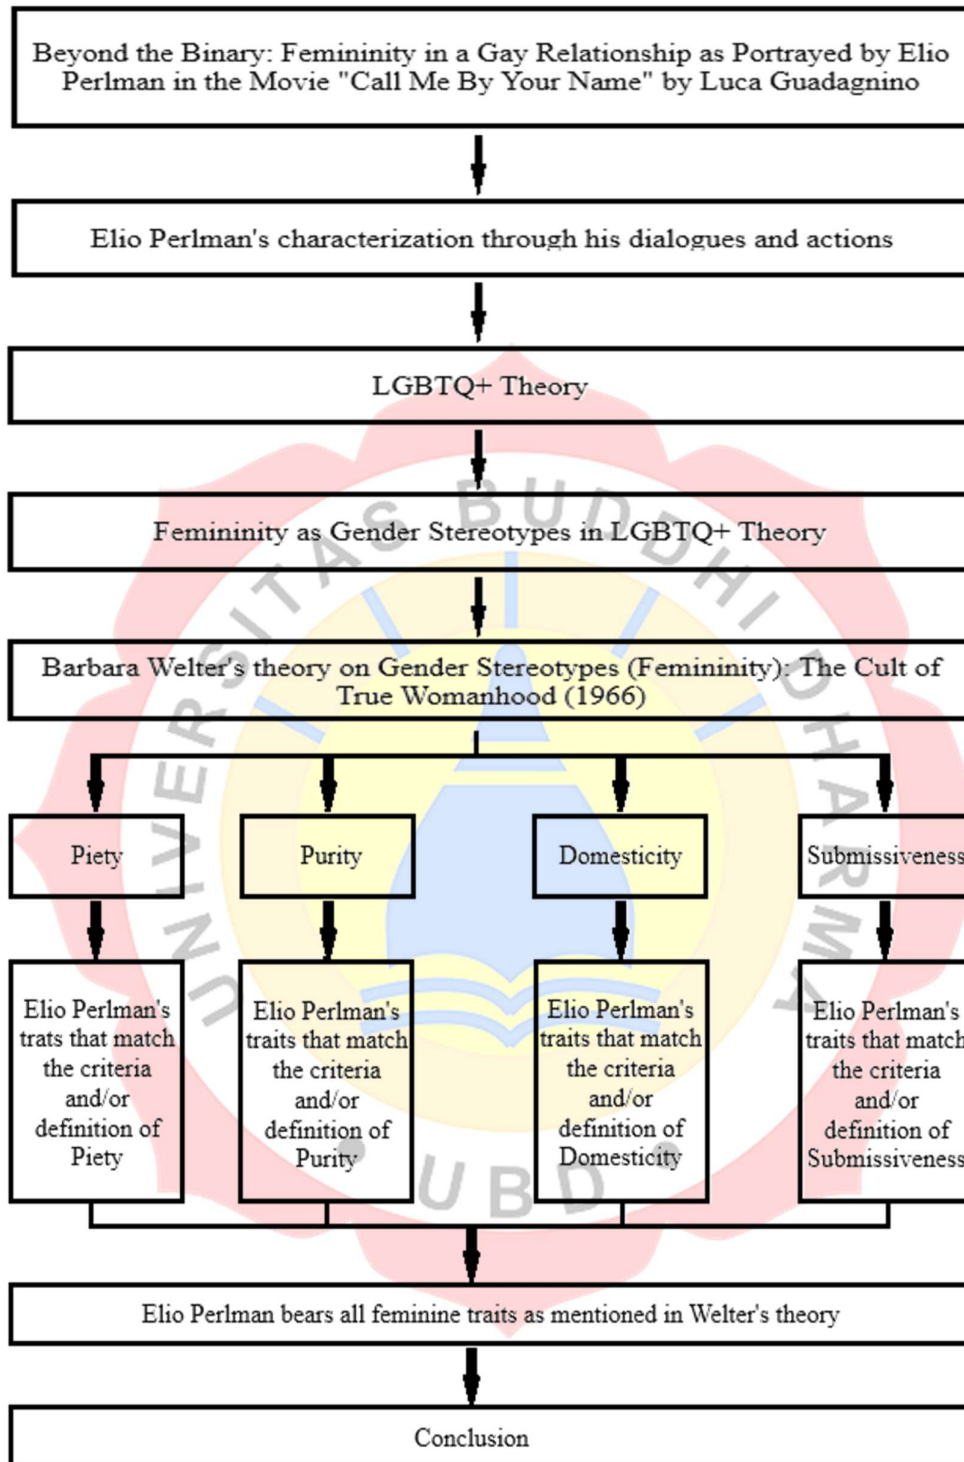 Beyond the Binary: Femininity in a Gay Relationship as Portrayed by Elio
Perlman in the Movie "Call Me By Your Name" by Luca Guadagnino
Elio Perlman's characterization through his dialogues and actions
LGBTQ+ Theory
Femininity as Gender Stereotypes in LGBTQ+ Theory
Barbara Welter's theory on Gender Stereotypes (Femininity): The Cult of
True Womanhood (1966)
Piety
Purity
Domesticity
Submissiveness
Elio Perlman's
trats that match
the criteria
and/or
definition of
Piety
Elio Perlman's
traits that match
the criteria
and/or
definition of
Purity
Elio Perlman's
traits that match
the criteria
and/or
definition of
Domesticity
Elio Perlman's
traits that match
the criteria
and/or
definition of
Submissiveness
Elio Perlman bears all feminine traits as mentioned in Welter's theory
Conclusion
UNIVERSITAS BUDDHI DHARMA
• UBD •